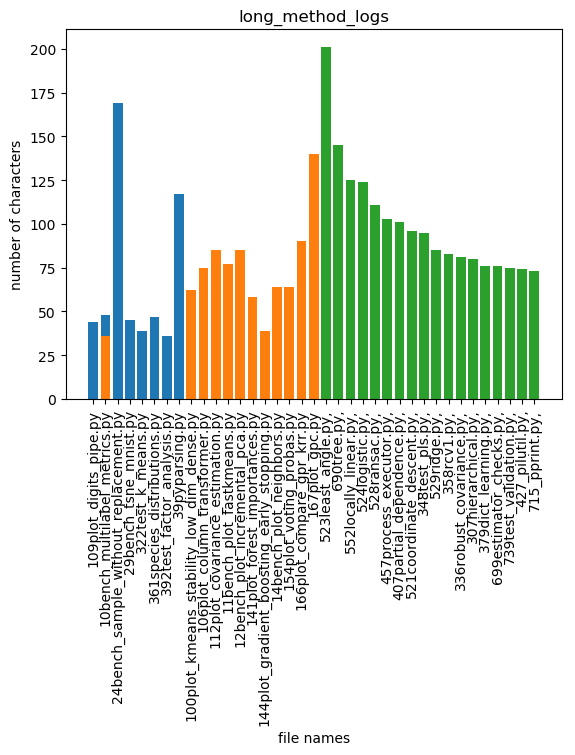 long_method_logs
number of characters
200
175
150
125
100
75
50
25
0
109plot_digits_pipe.py
10bench_multilabel_metrics.py
24bench_sample_without_replacement.py
29bench_tsne_mnist.py
322test_k_means.py
361species_distributions.py
392test_factor_analysis.py
39pyparsing.py
100plot_kmeans_stability_low_dim_dense.py
106plot_column_transformer.py
112plot_covariance_estimation.py
11bench_plot_fastkmeans.py
12bench_plot_incremental_pca.py
141plot_forest_importances.py
144plot_gradient_boosting_early_stopping.py
14bench_plot_neighbors.py
154plot_voting_probas.py
166plot_compare_gpr_krr.py
167plot_gpc.py
523least_angle.py,
690tree.py,
552locally_linear.py,
524logistic.py,
528ransac.py,
457process_executor.py,
407partial_dependence.py,
521coordinate_descent.py,
348test_pls.py,
529ridge.py,
358rcv1.py,
336robust_covariance.py,
307hierarchical.py,
379dict_learning.py,
699estimator_checks.py,
739test_validation.py,
427_pilutil.py,
715_pprint.py,
file names